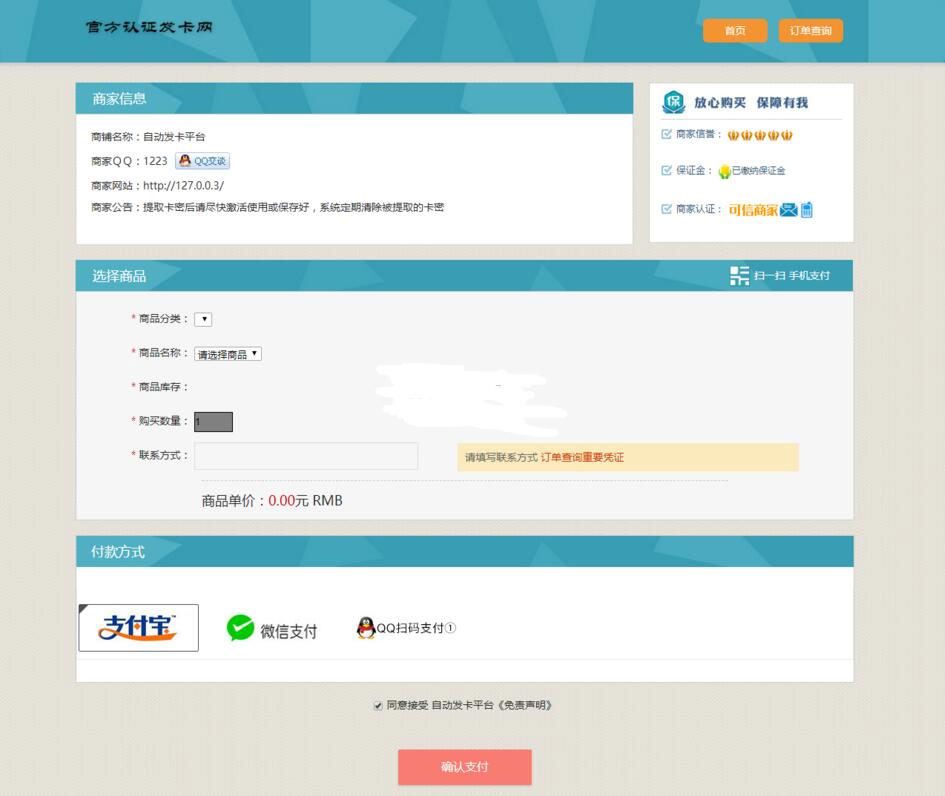 官方认证发卡网
首页 订单查询
商家信息
商铺名称：自动发卡平台
商家QQ：1223 QQ交谈
商家网站：http://127.0.0.3/
商家公告：提取卡密后请尽快激活使用或保存好，系统定期清除被提取的卡密
保 放心购买 保障有我
商家信誉：
保证金： 已缴纳保证金
商家认证： 可信商家
选择商品 扫一扫 手机支付
* 商品分类：
* 商品名称： 请选择商品
* 商品库存：
* 购买数量： 1
* 联系方式： 请填写联系方式 订单查询重要凭证
商品单价：0.00元 RMB
付款方式
支付宝 微信支付 QQ扫码支付①
同意接受 自动发卡平台《免责声明》
确认支付